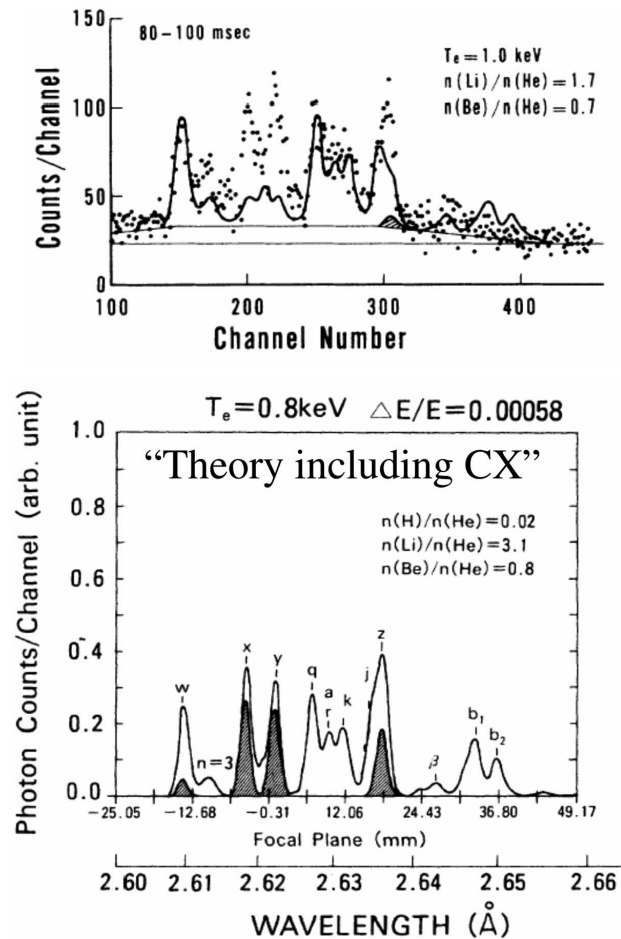 150
80-100 msec
Te=1.0 keV
n(Li)/n(He)=1.7
n(Be)/n(He)=0.7
100
50
0
Counts/Channel
100 200 300 400
Channel Number
Te=0.8keV △E/E=0.00058
1.0
“Theory including CX”
n(H)/n(He)=0.02
n(Li)/n(He)=3.1
n(Be)/n(He)=0.8
0.8
0.6
0.4
0.2
0.0
Photon Counts/Channel (arb. unit)
w n=3 x y q a r k j z β b1 b2
-25.05 -12.68 -0.31 12.06 24.43 36.80 49.17
Focal Plane (mm)
2.60 2.61 2.62 2.63 2.64 2.65 2.66
WAVELENGTH (Å)